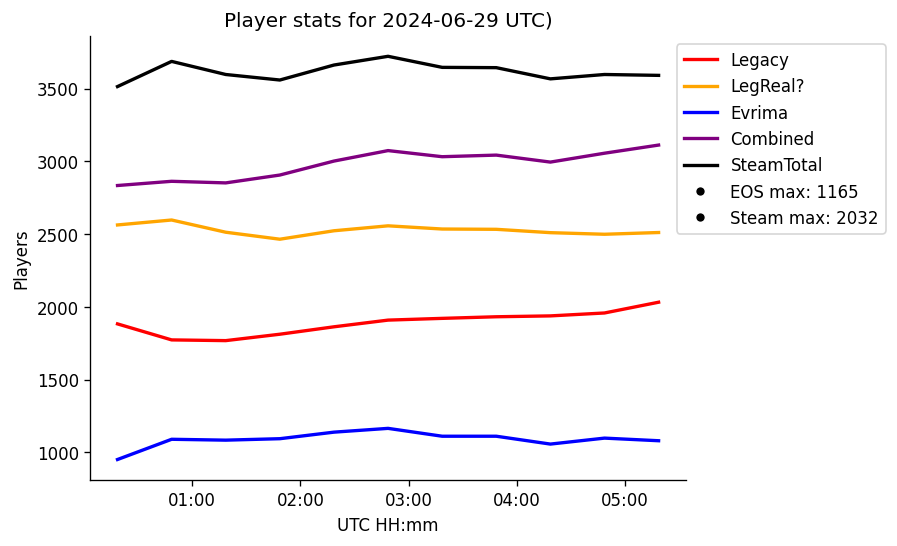 Player stats for 2024-06-29 UTC)
Legacy
LegReal?
Evrima
Combined
SteamTotal
EOS max: 1165
Steam max: 2032
Players
3500
3000
2500
2000
1500
1000
01:00
02:00
03:00
04:00
05:00
UTC HH:mm